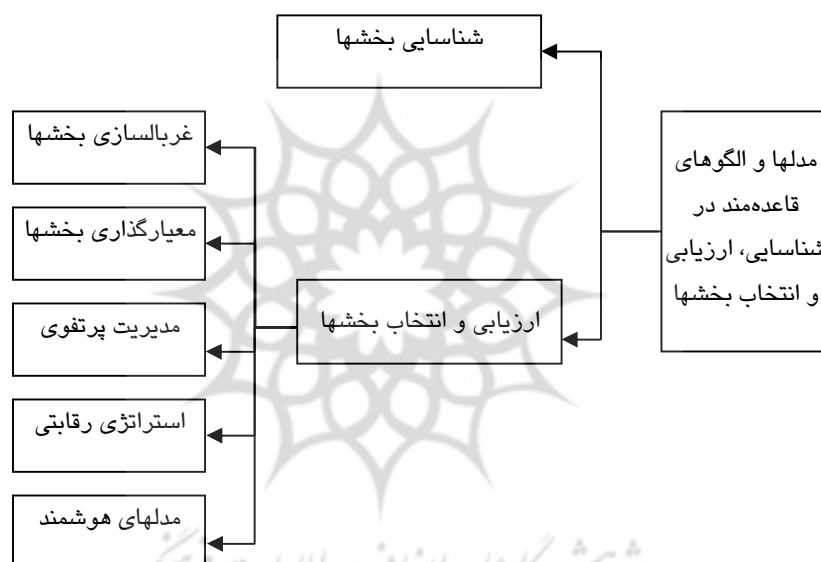 شناسایی بخشها
مدلها و الگوهای
قاعده‌مند در
شناسایی، ارزیابی
و انتخاب بخشها
ارزیابی و انتخاب بخشها
غربالسازی بخشها
معیارگذاری بخشها
مدیریت پرتفوی
استراتژی رقابتی
مدلهای هوشمند